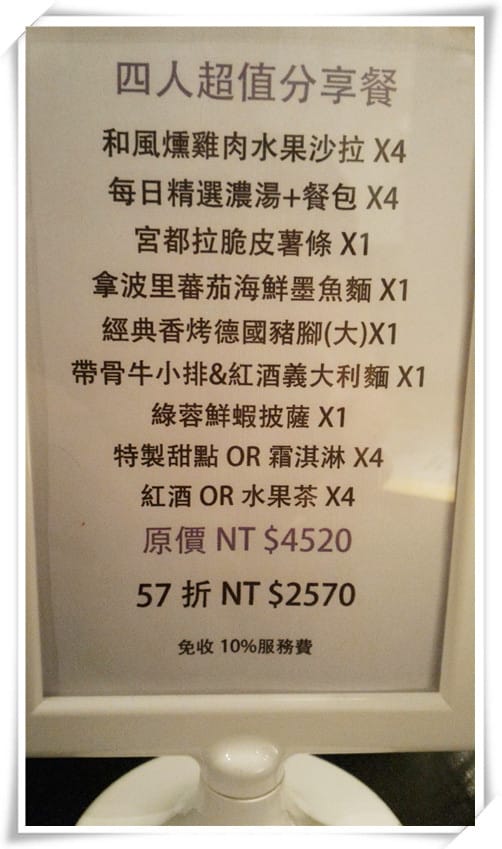 四人超值分享餐
和風燻雞肉水果沙拉 X4
每日精選濃湯+餐包 X4
宮都拉脆皮薯條 X1
拿波里蕃茄海鮮墨魚麵 X1
經典香烤德國豬腳(大)X1
帶骨牛小排&紅酒義大利麵 X1
綠蓉鮮蝦披薩 X1
特製甜點 OR 霜淇淋 X4
紅酒 OR 水果茶 X4
原價 NT $4520
57 折 NT $2570
免收 10%服務費